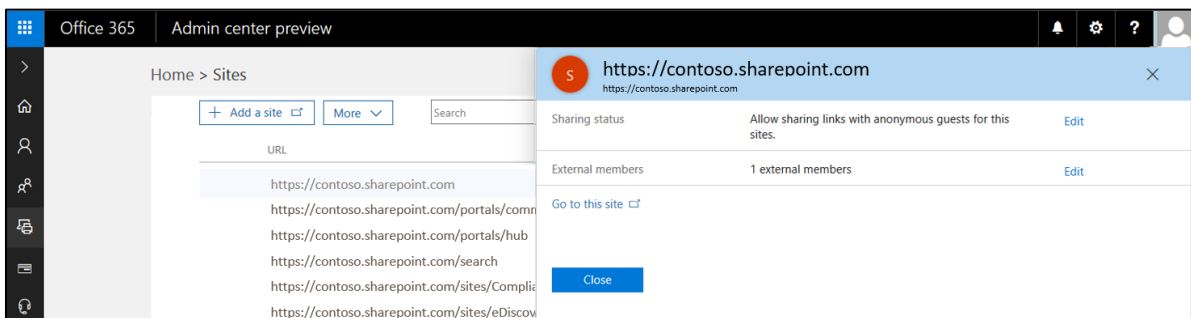 Office 365 Admin center preview ?
Home > Sites
+ Add a site More Search
URL
https://contoso.sharepoint.com
https://contoso.sharepoint.com/portals/comm
https://contoso.sharepoint.com/portals/hub
https://contoso.sharepoint.com/search
https://contoso.sharepoint.com/sites/Complia
https://contoso.sharepoint.com/sites/eDiscov
S https://contoso.sharepoint.com
https://contoso.sharepoint.com
Sharing status Allow sharing links with anonymous guests for this Edit
sites.
External members 1 external members Edit
Go to this site
Close